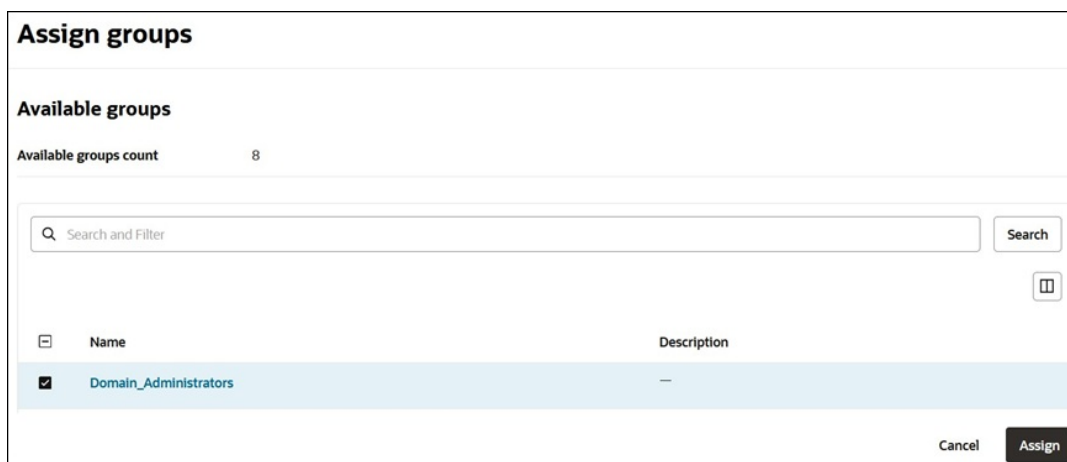 Assign groups
Available groups
Available groups count 8
Search and Filter Search
Name Description
Domain_Administrators —
Cancel Assign